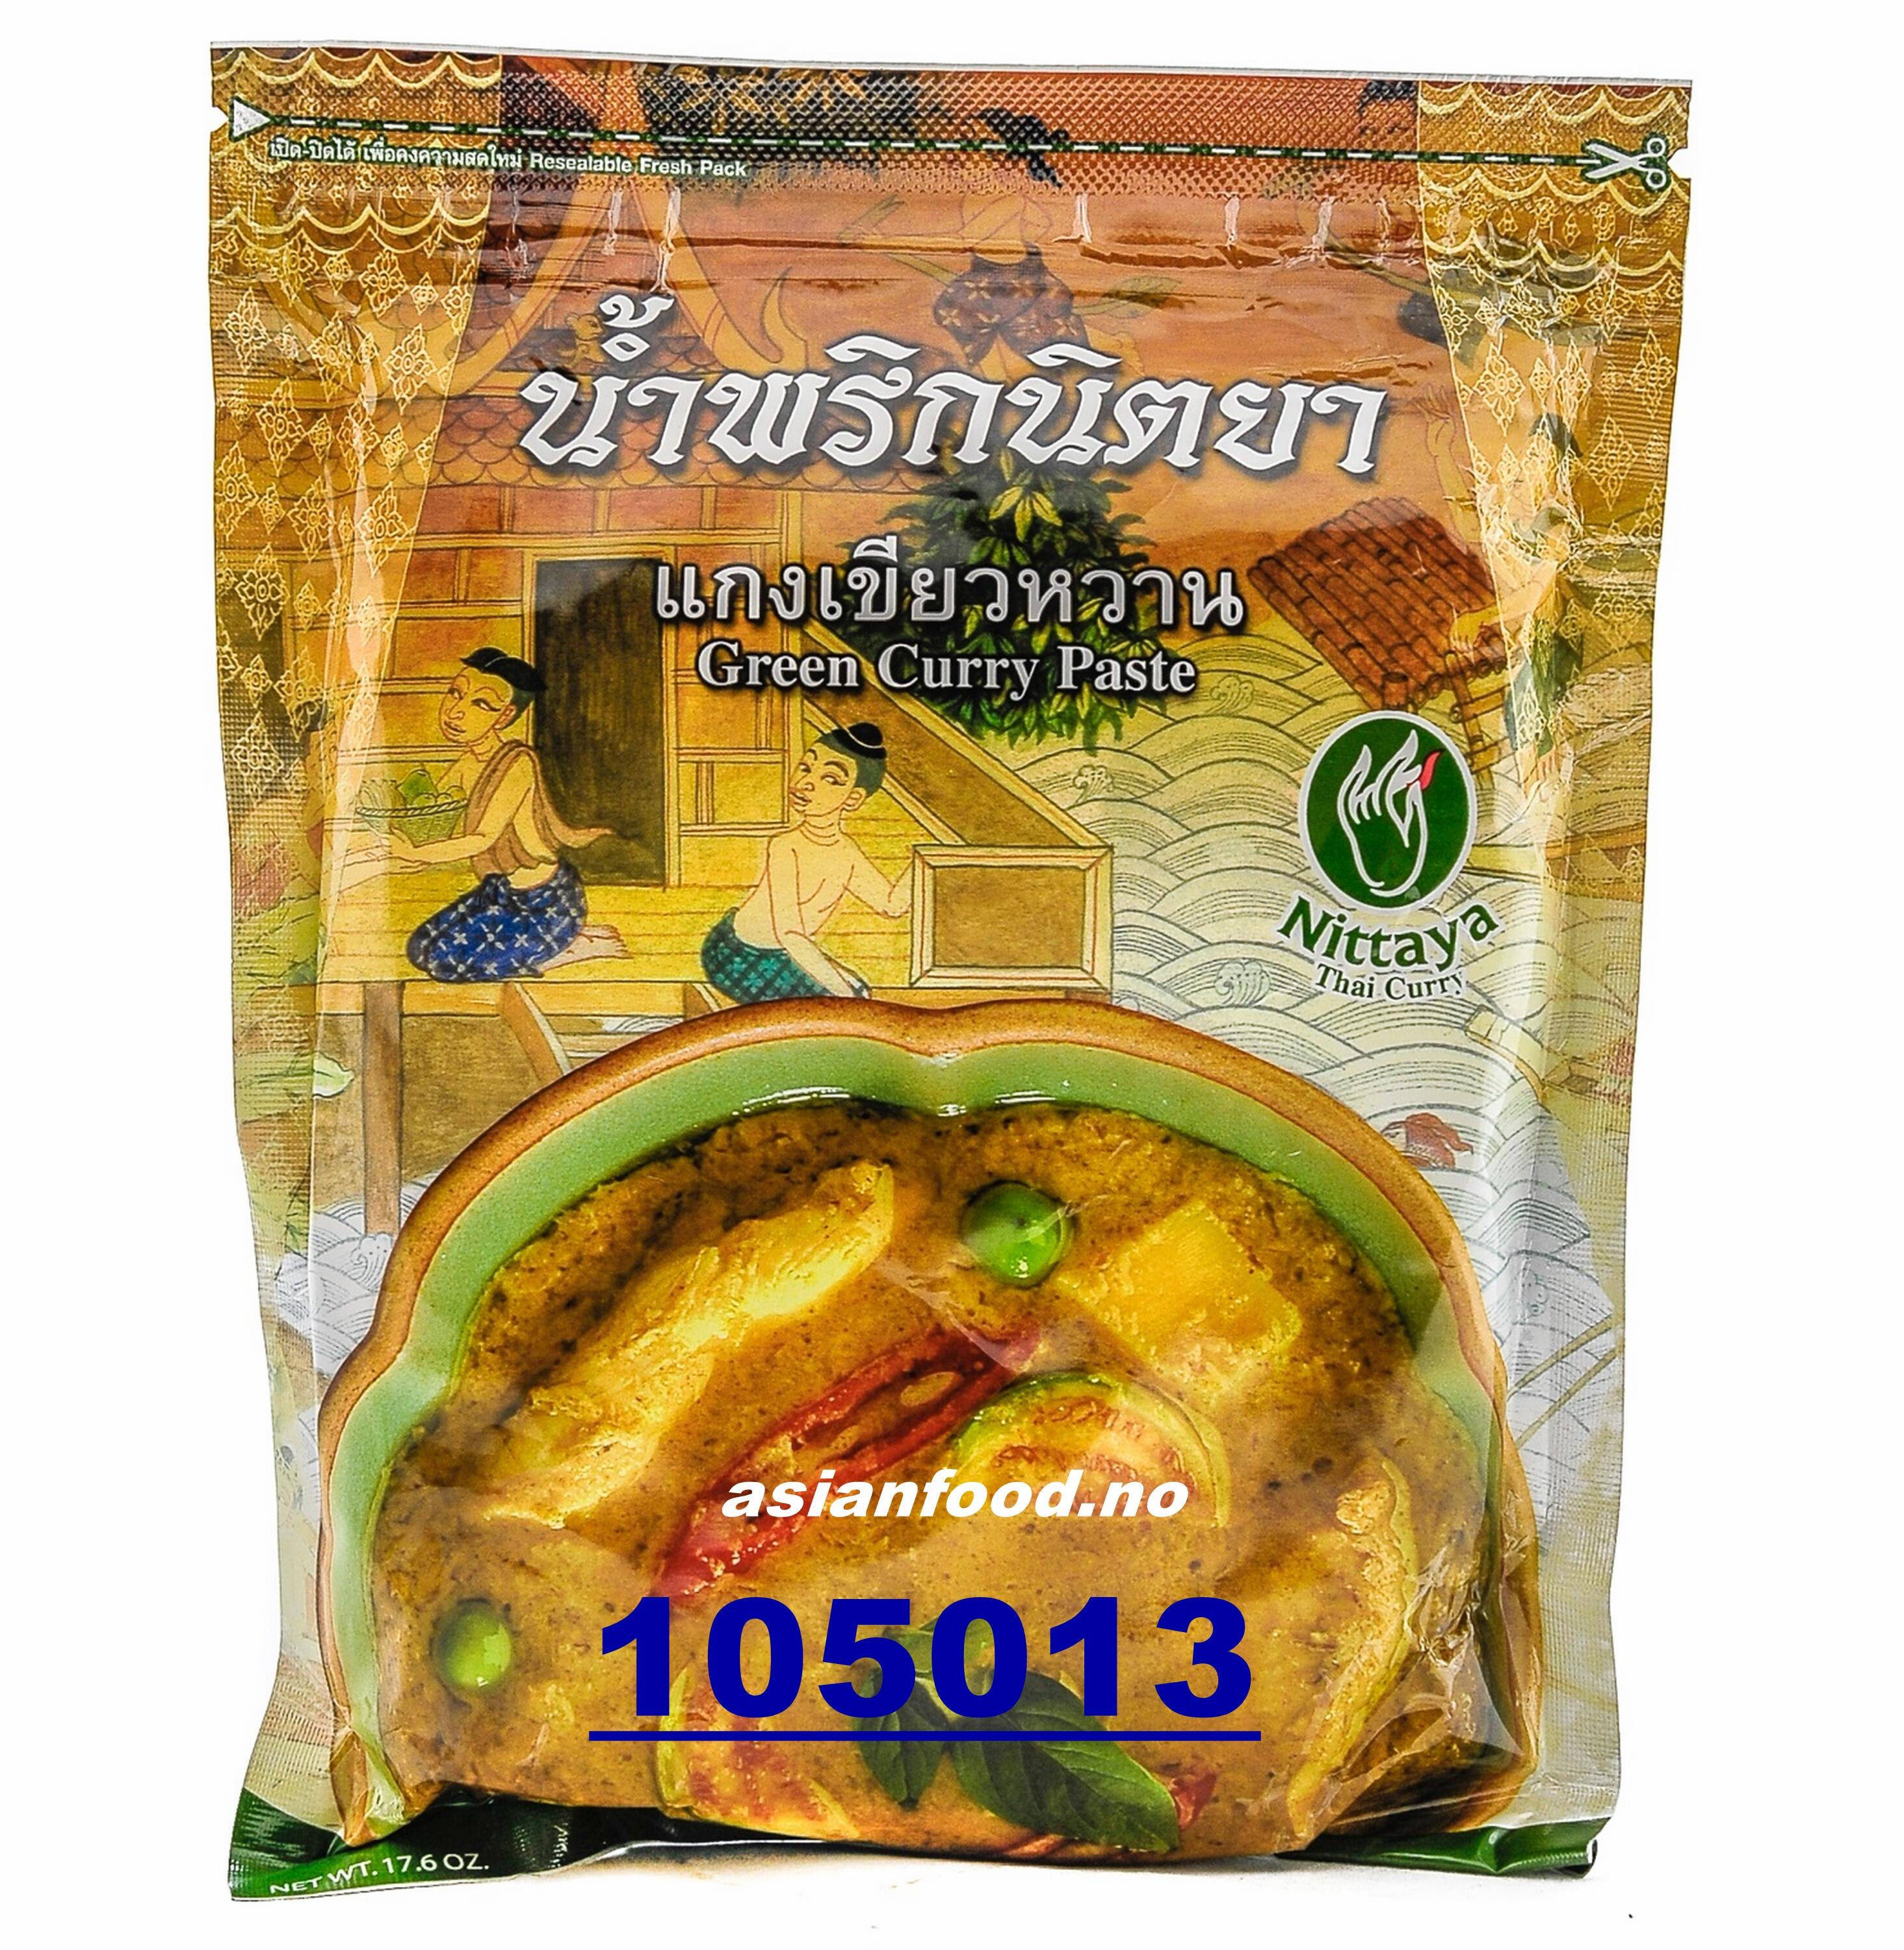 เปิด-ปิดได้ เพื่อคงความสดใหม่ Resealable Fresh Pack
น้ำพริกนิตยา
แกงเขียวหวาน
Green Curry Paste
Nittaya
Thai Curry
asianfood.no
105013
NET WT. 17.6 OZ.